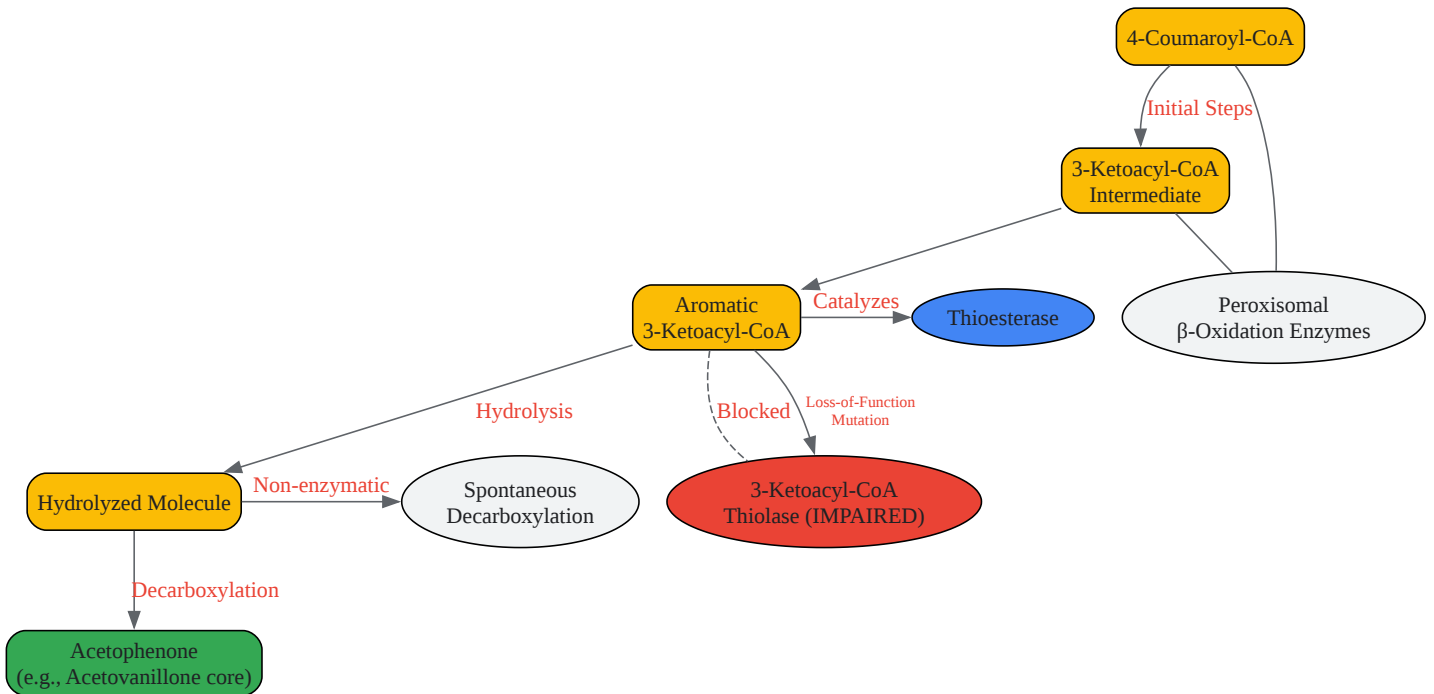 4-Coumaroyl-CoA
Initial Steps
3-Ketoacyl-CoA
Intermediate
Peroxisomal
β-Oxidation Enzymes
Aromatic
3-Ketoacyl-CoA
Catalyzes
Thioesterase
Hydrolysis
Blocked
Loss-of-Function
Mutation
Hydrolyzed Molecule
Non-enzymatic
Spontaneous
Decarboxylation
3-Ketoacyl-CoA
Thiolase (IMPAIRED)
Decarboxylation
Acetophenone
(e.g., Acetovanillone core)